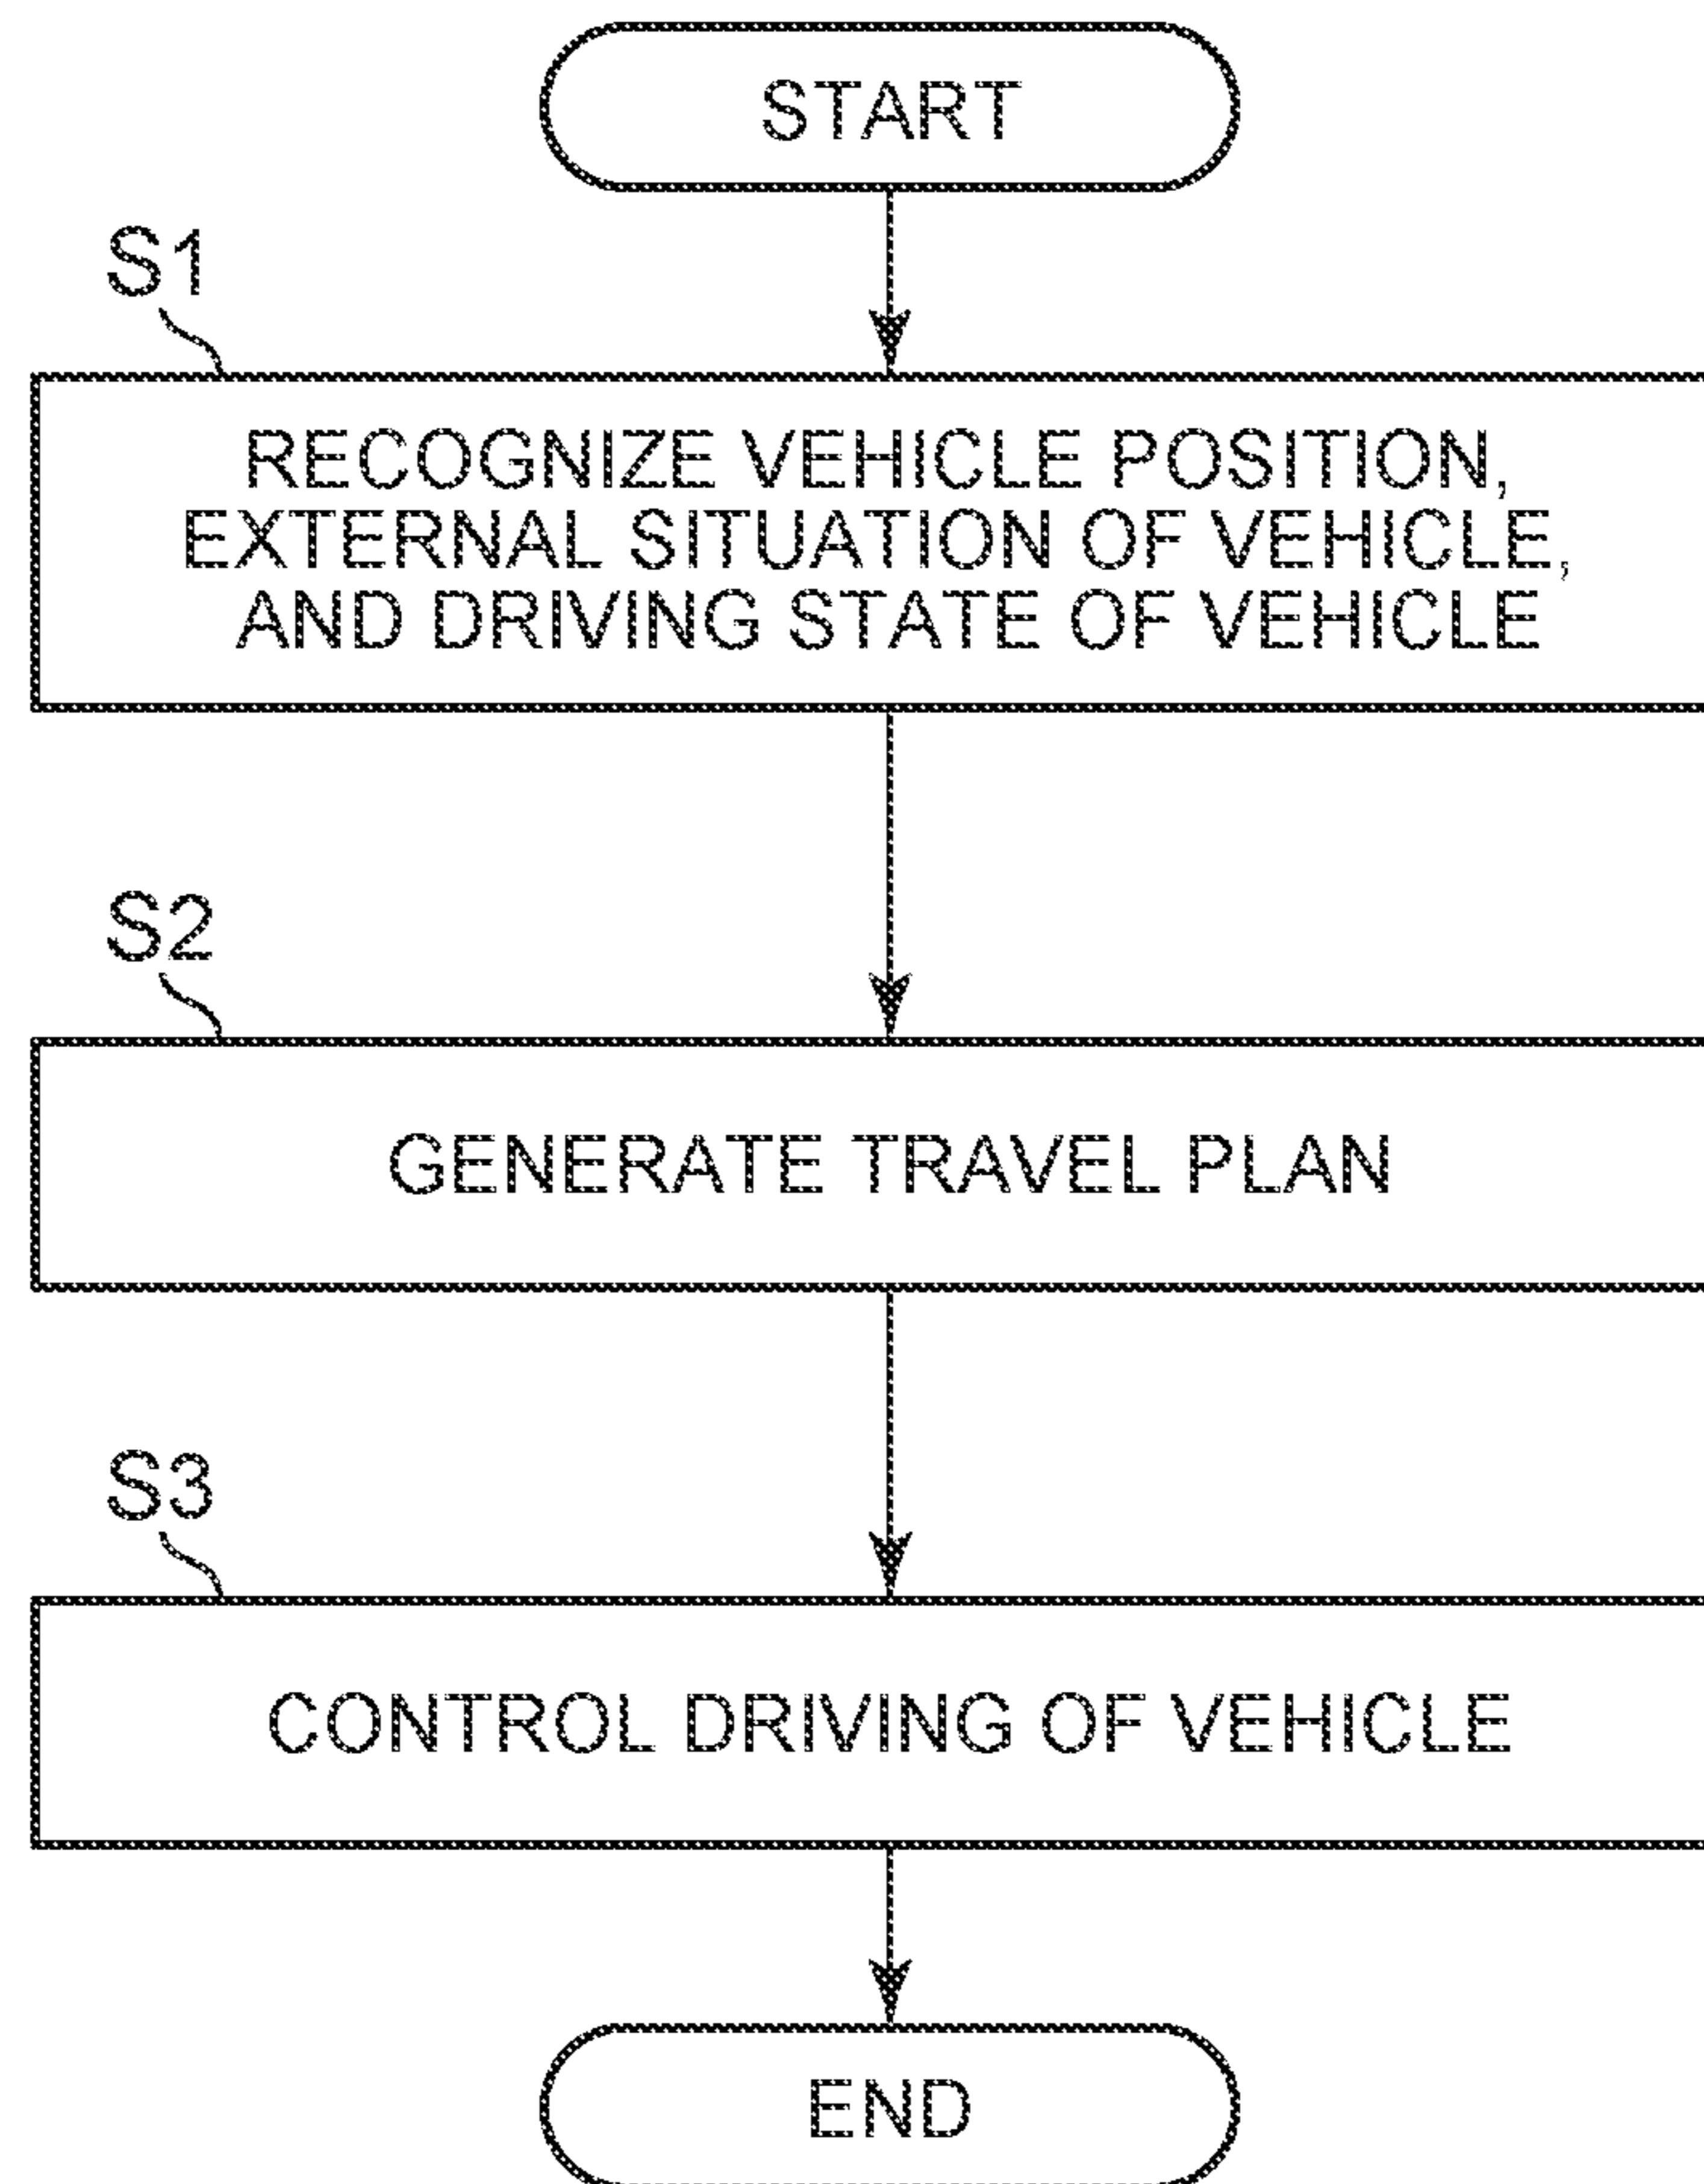 START
S1
RECOGNIZE VEHICLE POSITION,
EXTERNAL SITUATION OF VEHICLE,
AND DRIVING STATE OF VEHICLE
S2
GENERATE TRAVEL PLAN
S3
CONTROL DRIVING OF VEHICLE
END